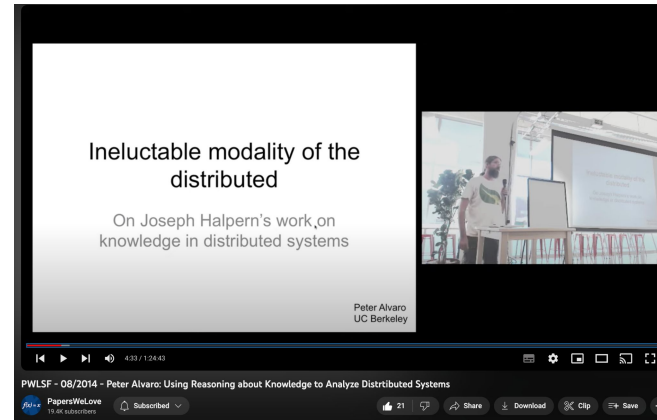 Ineluctable modality of the
distributed
On Joseph Halpern's work on
knowledge in distributed systems
Peter Alvaro
UC Berkeley
4:33 / 1:24:43
PWLSF - 08/2014 - Peter Alvaro: Using Reasoning about Knowledge to Analyze Distrtibuted Systems
f(x) = x
PapersWeLove
19.4K subscribers
Subscribed
21
Share
Download
Clip
Save